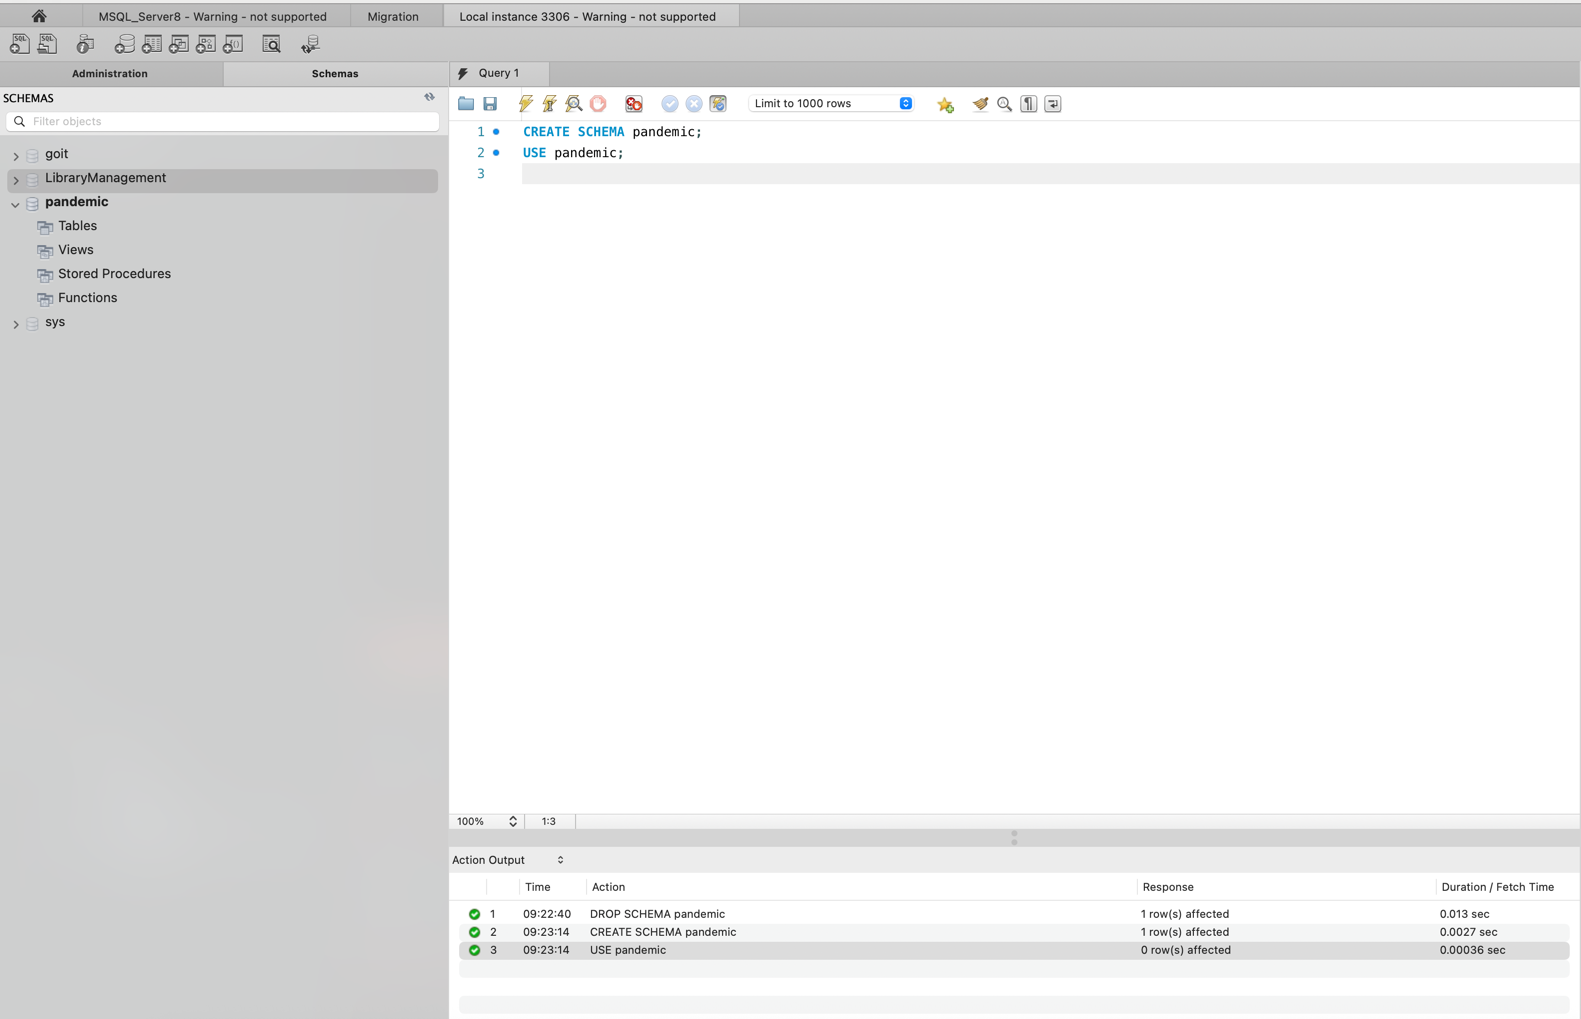 MSQL_Server8 - Warning - not supported
Migration
Local instance 3306 - Warning - not supported
SQL
SQL
Administration
Schemas
Query 1
SCHEMAS
Filter objects
Limit to 1000 rows
goit
LibraryManagement
pandemic
Tables
Views
Stored Procedures
Functions
sys
1 CREATE SCHEMA pandemic;
2 USE pandemic;
3
100%
1:3
Action Output
Time Action Response Duration / Fetch Time
1 09:22:40 DROP SCHEMA pandemic 1 row(s) affected 0.013 sec
2 09:23:14 CREATE SCHEMA pandemic 1 row(s) affected 0.0027 sec
3 09:23:14 USE pandemic 0 row(s) affected 0.00036 sec